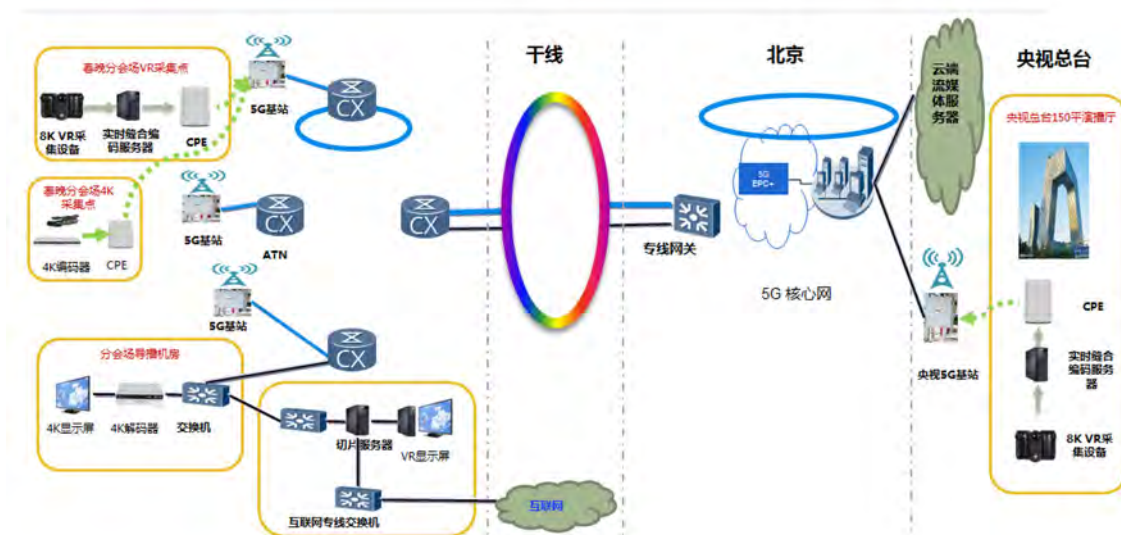 春晚分会场VR采集点
8K VR采
集设备
实时缝合编
码服务器
CPE
5G基站
CX
春晚分会场4K
采集点
4K编码器
CPE
5G基站
CX
ATN
5G基站
CX
分会场导播机房
4K显示屏
4K解码器
交换机
切片服务器
VR显示屏
互联网专线交换机
互联网
干线
CX
专线网关
北京
5G
EPC+
5G 核心网
云端
流媒
体服
务器
央视总台
央视总台150平演播厅
CPE
央视5G基站
实时缝合
编码服务
器
8K VR采
集设备